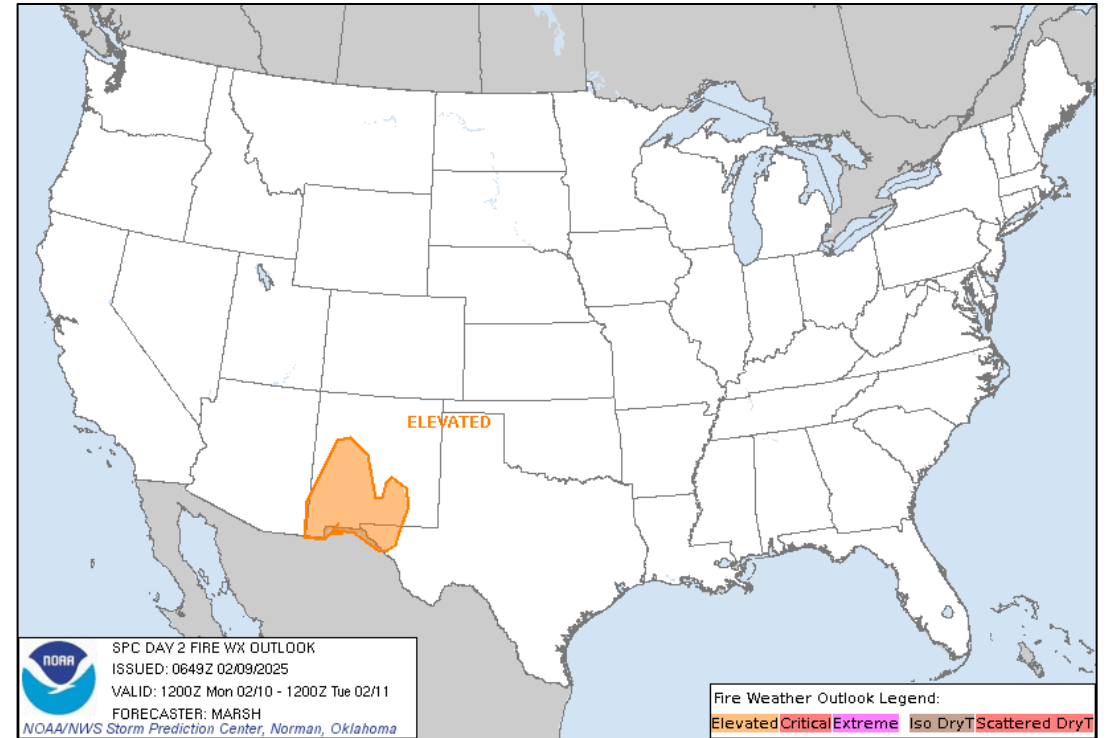 ELEVATED
NOAA
SPC DAY 2 FIRE WX OUTLOOK
ISSUED: 0649Z 02/09/2025
VALID: 1200Z Mon 02/10 - 1200Z Tue 02/11
FORECASTER: MARSH
NOAA/NWS Storm Prediction Center, Norman, Oklahoma
Fire Weather Outlook Legend:
Elevated Critical Extreme Iso DryT Scattered DryT